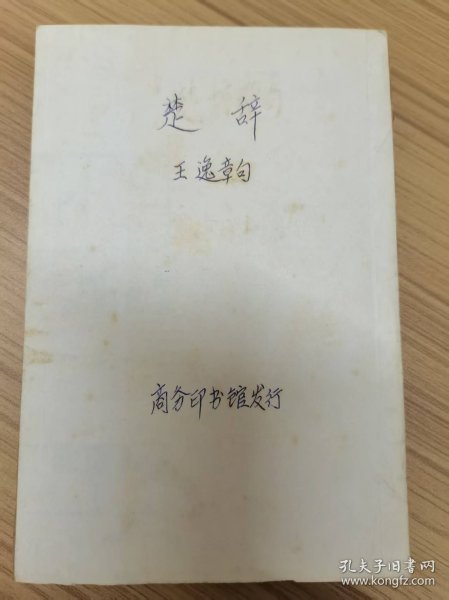 楚 辞
王逸章句
商务印书馆发行
孔夫子旧书网
www.kongfz.com